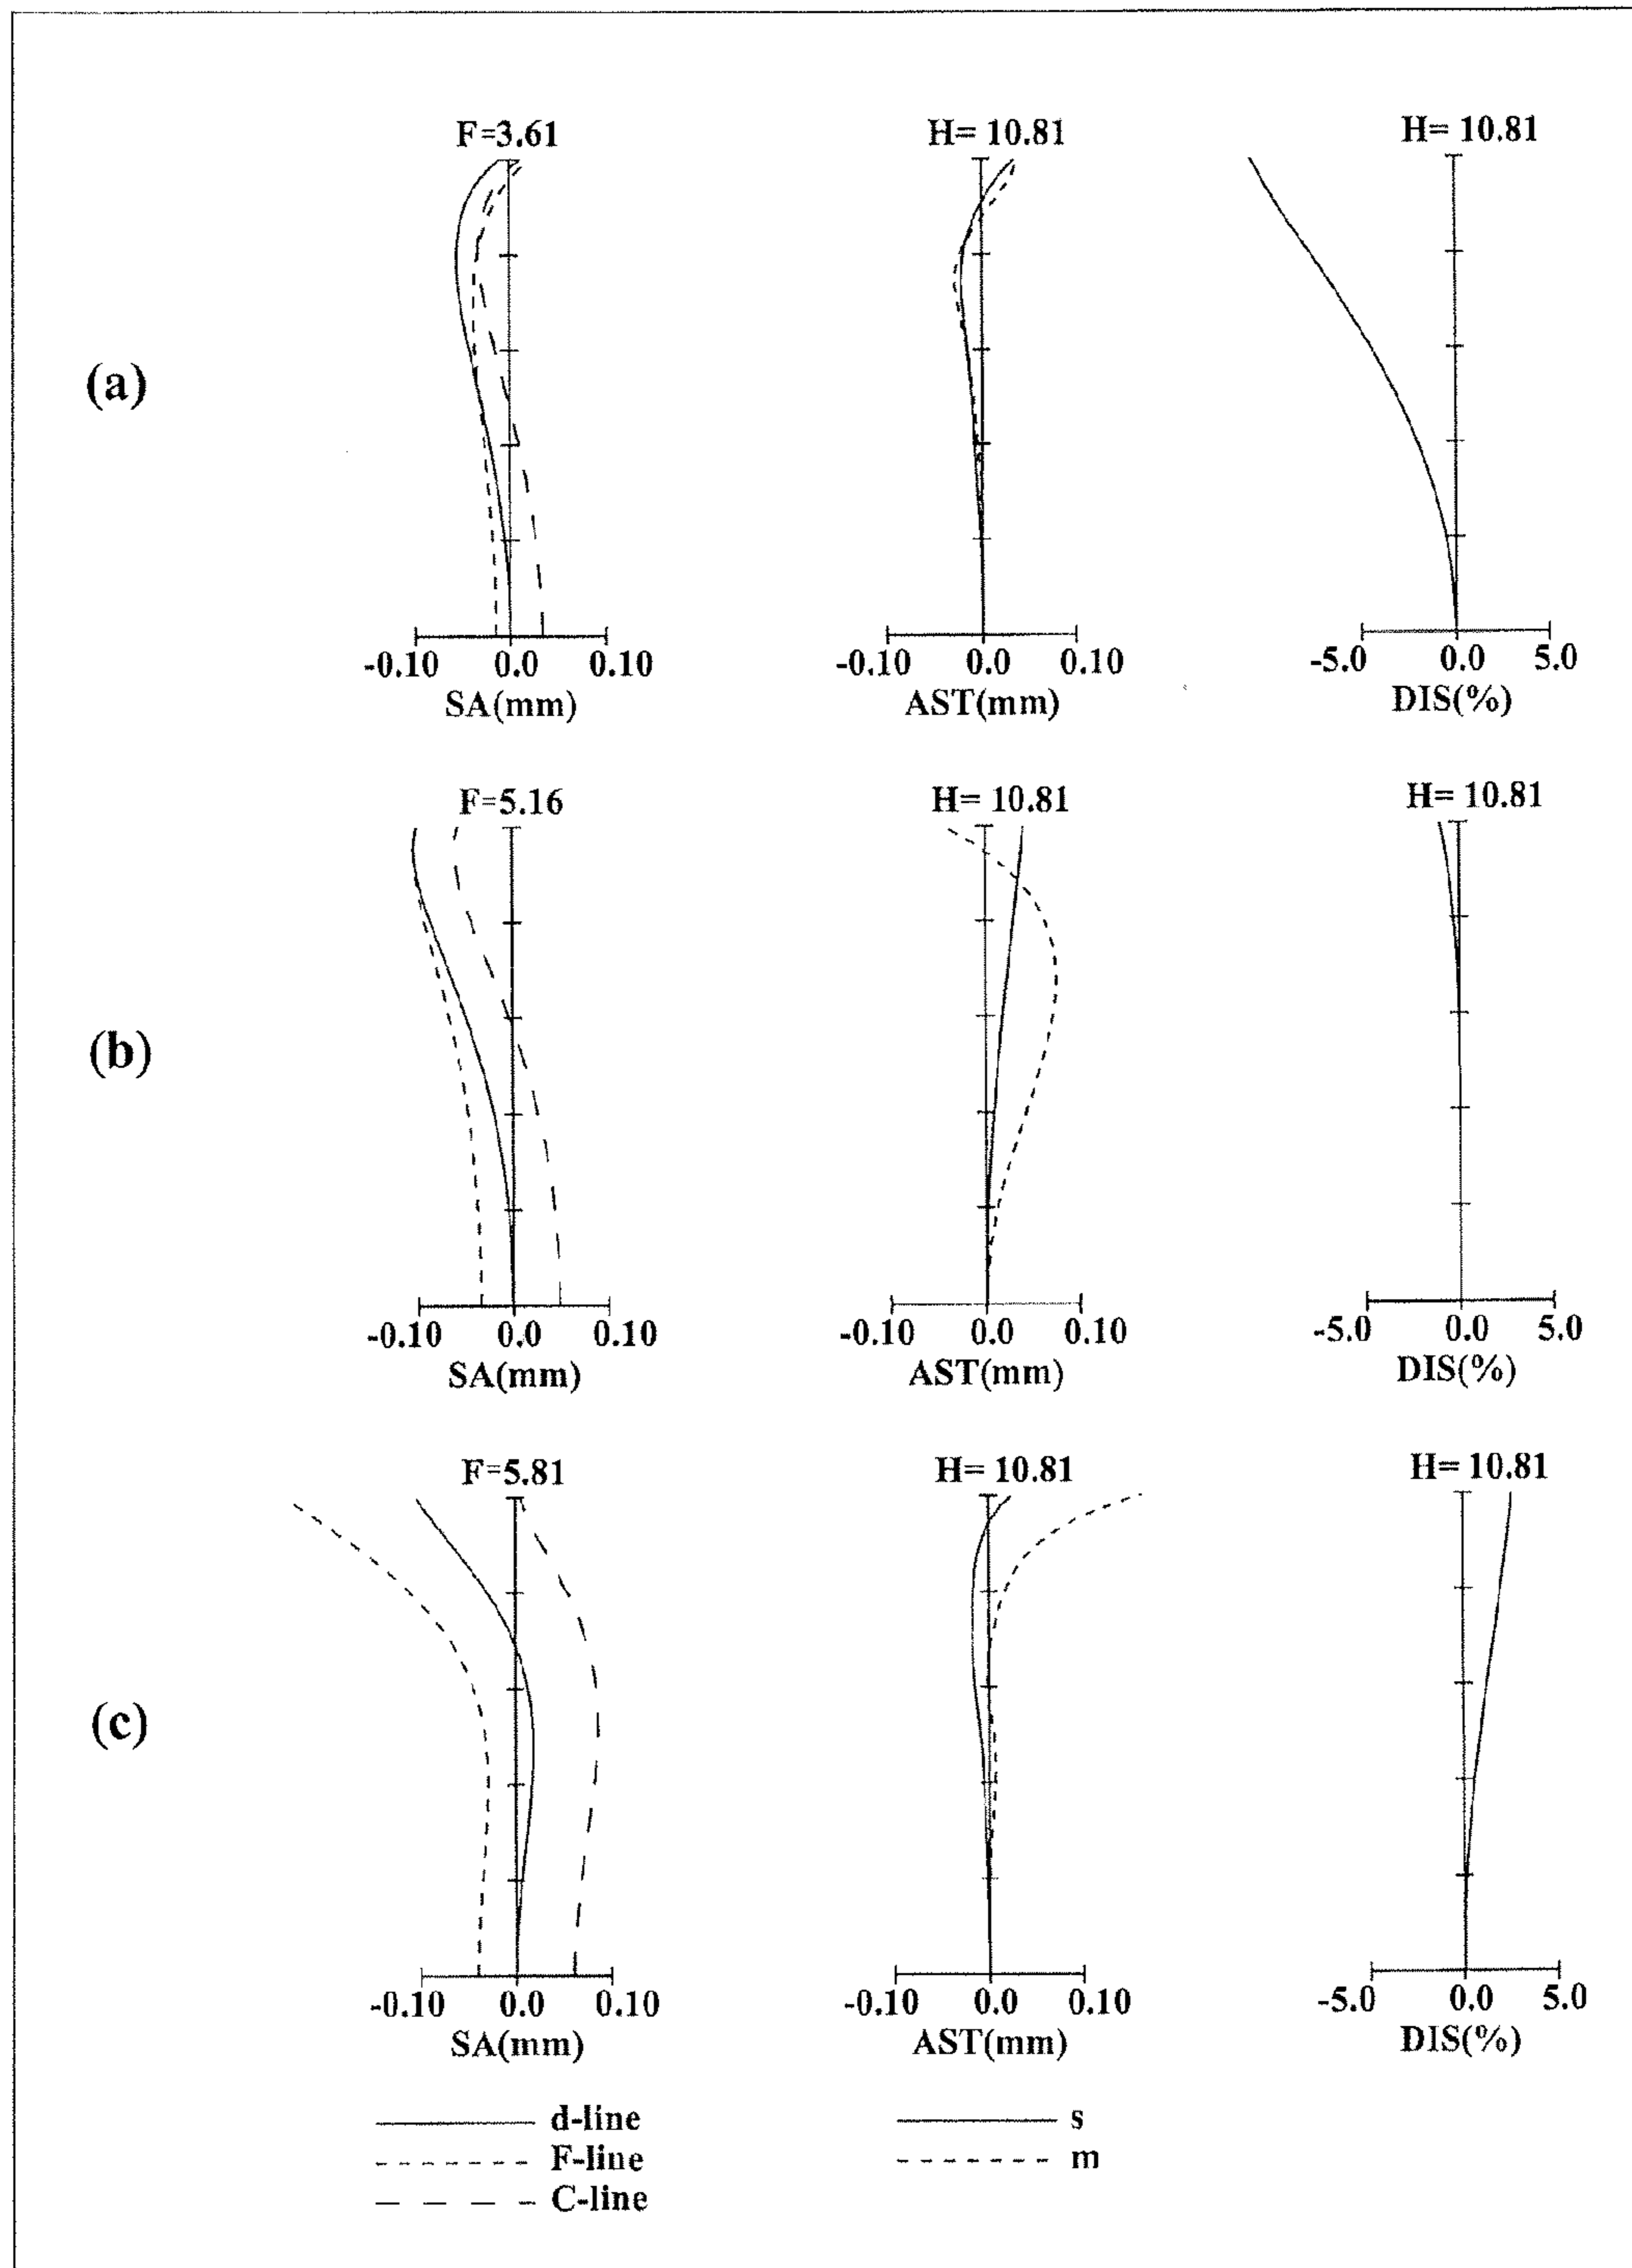 F=3.61 H= 10.81 H= 10.81
(a)
-0.10 0.0 0.10 -0.10 0.0 0.10 -5.0 0.0 5.0
SA(mm) AST(mm) DIS(%)
F=5.16 H= 10.81 H= 10.81
(b)
-0.10 0.0 0.10 -0.10 0.0 0.10 -5.0 0.0 5.0
SA(mm) AST(mm) DIS(%)
F=5.81 H= 10.81 H= 10.81
(c)
-0.10 0.0 0.10 -0.10 0.0 0.10 -5.0 0.0 5.0
SA(mm) AST(mm) DIS(%)
d-line s
F-line m
C-line